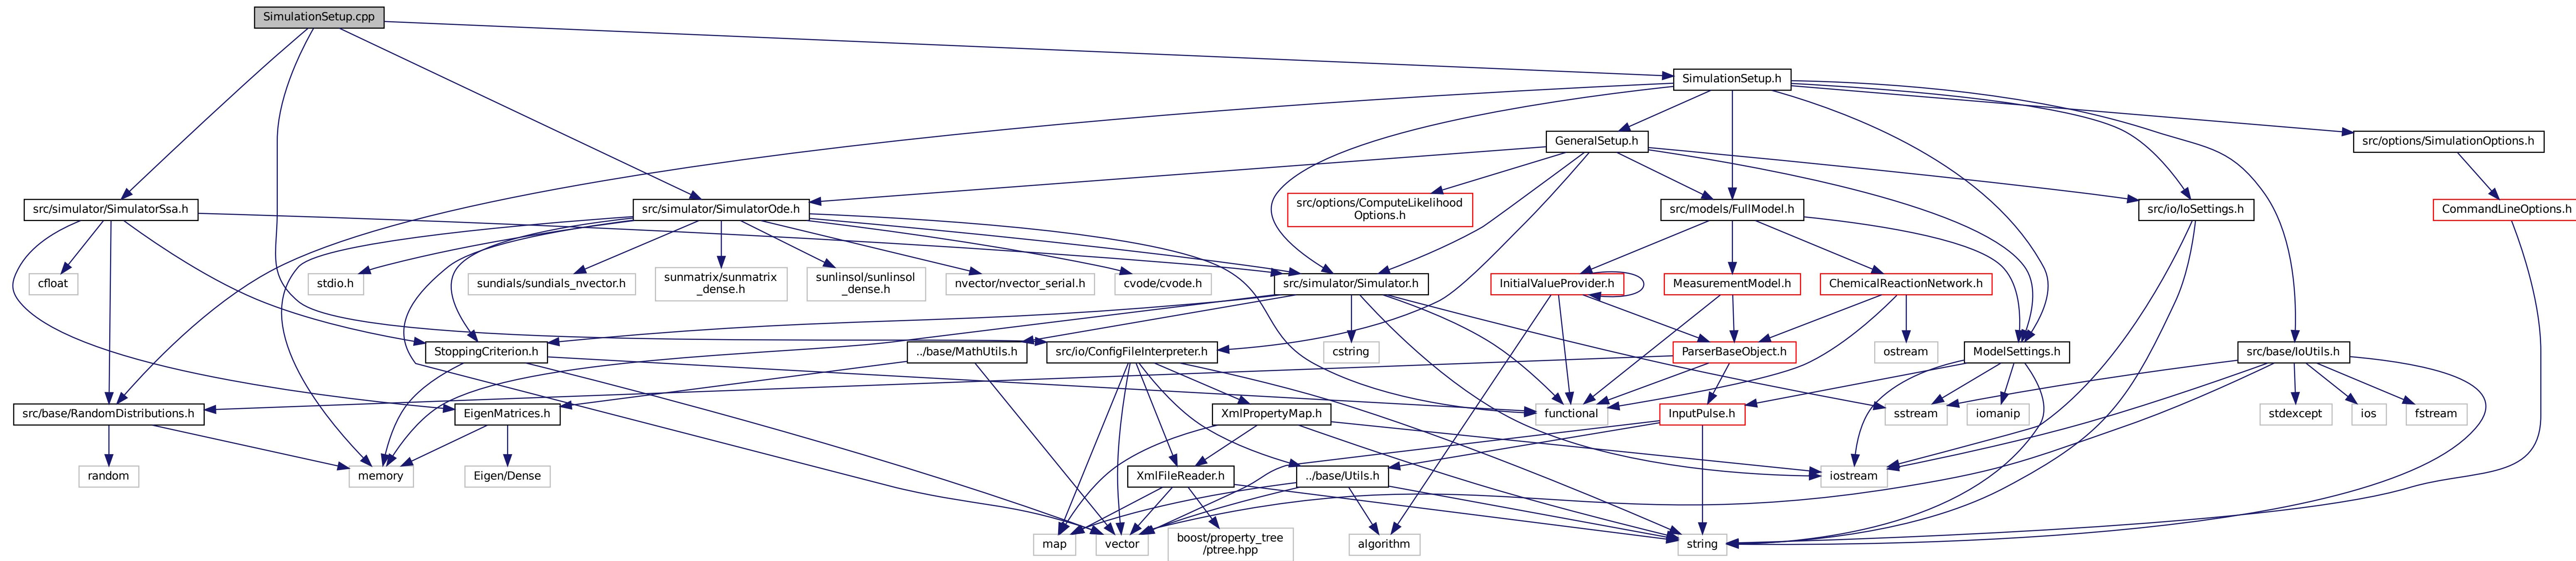 SimulationSetup.cpp
SimulationSetup.h
GeneralSetup.h
src/options/SimulationOptions.h
src/simulator/SimulatorSsa.h
src/simulator/SimulatorOde.h
src/options/ComputeLikelihood
Options.h
src/models/FullModel.h
src/io/IoSettings.h
CommandLineOptions.h
cfloat
stdio.h
sundials/sundials_nvector.h
sunmatrix/sunmatrix
_dense.h
sunlinsol/sunlinsol
_dense.h
nvector/nvector_serial.h
cvode/cvode.h
src/simulator/Simulator.h
InitialValueProvider.h
MeasurementModel.h
ChemicalReactionNetwork.h
StoppingCriterion.h
../base/MathUtils.h
src/io/ConfigFileInterpreter.h
cstring
ParserBaseObject.h
ostream
ModelSettings.h
src/base/IoUtils.h
src/base/RandomDistributions.h
EigenMatrices.h
XmlPropertyMap.h
functional
InputPulse.h
sstream
iomanip
stdexcept
ios
fstream
random
memory
Eigen/Dense
XmlFileReader.h
../base/Utils.h
iostream
map
vector
boost/property_tree
/ptree.hpp
algorithm
string